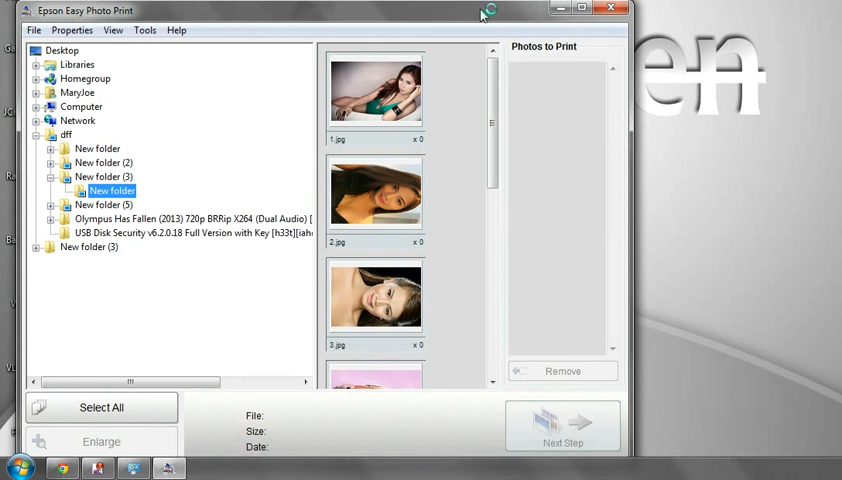 Epson Easy Photo Print
File Properties View Tools Help
Desktop
Libraries
Homegroup
MaryJoe
Computer
Network
dff
New folder
New folder (2)
New folder (3)
New folder
New folder (5)
Olympus Has Fallen (2013) 720p BRRip X264 (Dual Audio) [
USB Disk Security v6.2.0.18 Full Version with Key [h33t][iahq
New folder (3)
1.jpg x 0
2.jpg x 0
3.jpg x 0
Photos to Print
Remove
Select All
Enlarge
File:
Size:
Date:
Next Step
en